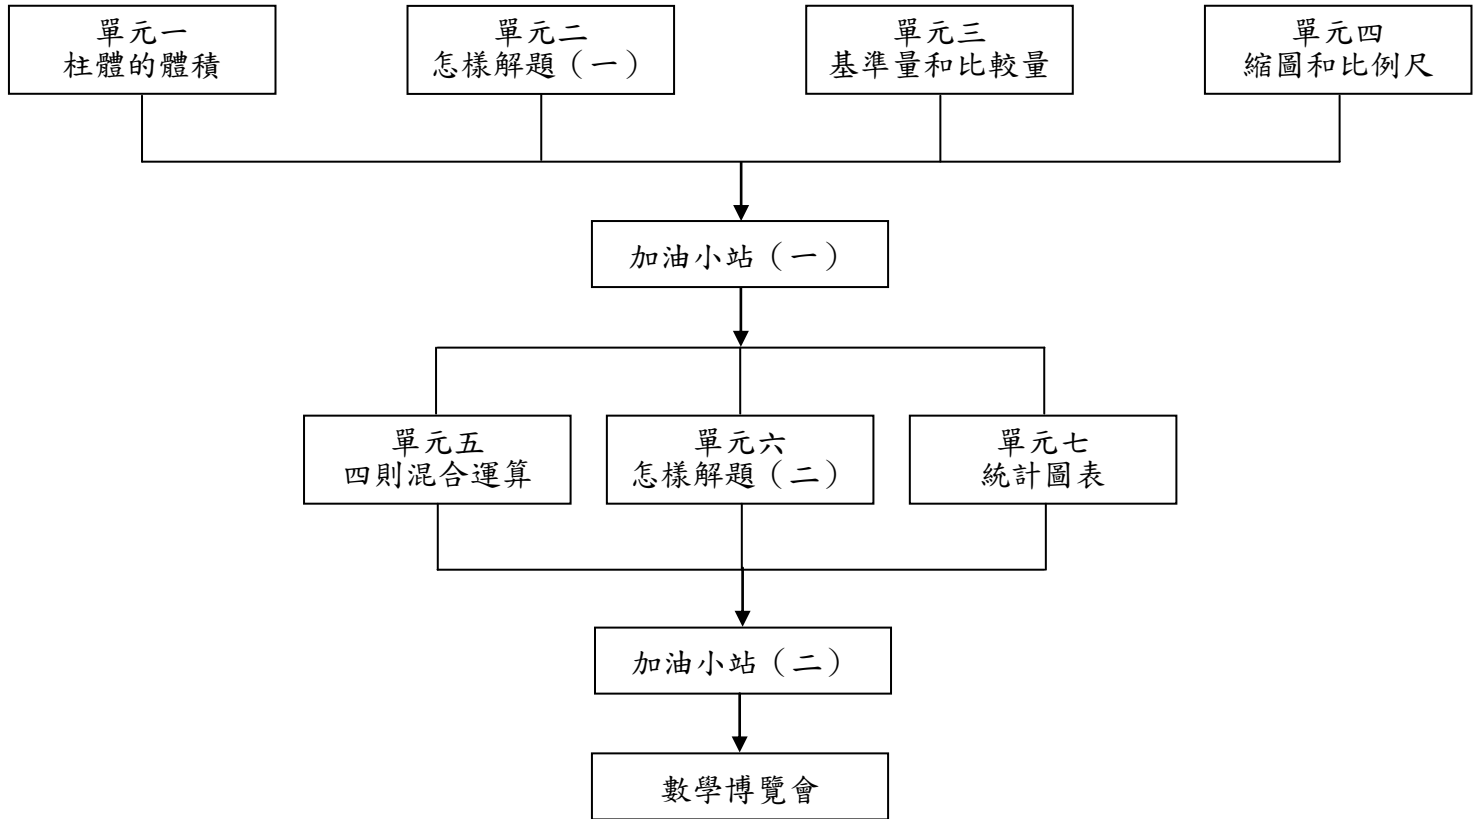 單元一
柱體的體積
單元二
怎樣解題（一）
單元三
基準量和比較量
單元四
縮圖和比例尺
加油小站（一）
單元五
四則混合運算
單元六
怎樣解題（二）
單元七
統計圖表
加油小站（二）
數學博覽會